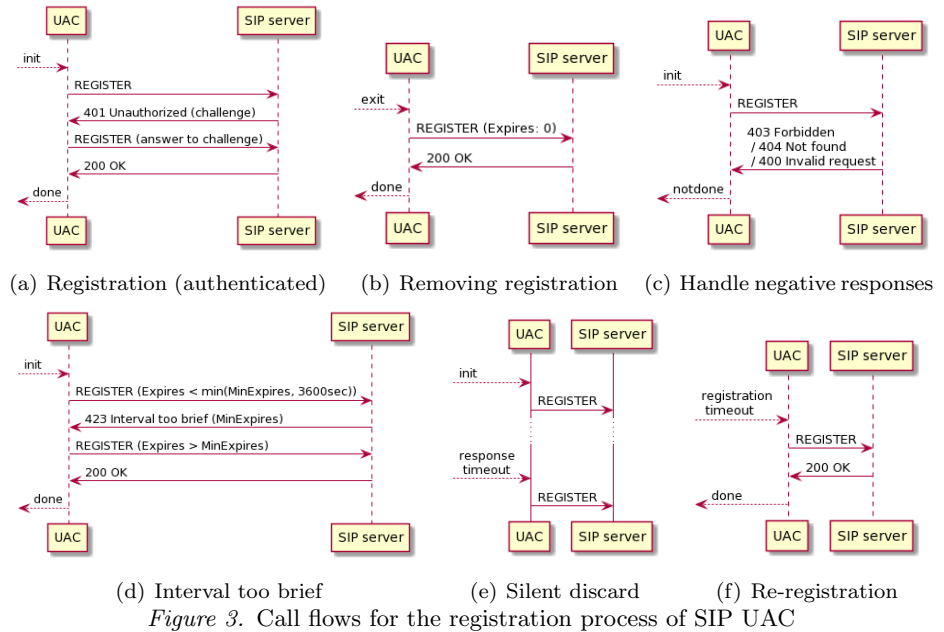 UAC SIP server
init
REGISTER
401 Unauthorized (challenge)
REGISTER (answer to challenge)
200 OK
done
UAC SIP server
(a) Registration (authenticated)
UAC SIP server
exit
REGISTER (Expires: 0)
200 OK
done
UAC SIP server
(b) Removing registration
UAC SIP server
init
REGISTER
403 Forbidden
/ 404 Not found
/ 400 Invalid request
notdone
UAC SIP server
(c) Handle negative responses
UAC SIP server
init
REGISTER (Expires < min(MinExpires, 3600sec))
423 Interval too brief (MinExpires)
REGISTER (Expires > MinExpires)
200 OK
done
UAC SIP server
(d) Interval too brief
UAC SIP server
init
REGISTER
response
timeout
REGISTER
UAC SIP server
(e) Silent discard
UAC SIP server
registration
timeout
REGISTER
200 OK
done
UAC SIP server
(f) Re-registration
Figure 3. Call flows for the registration process of SIP UAC